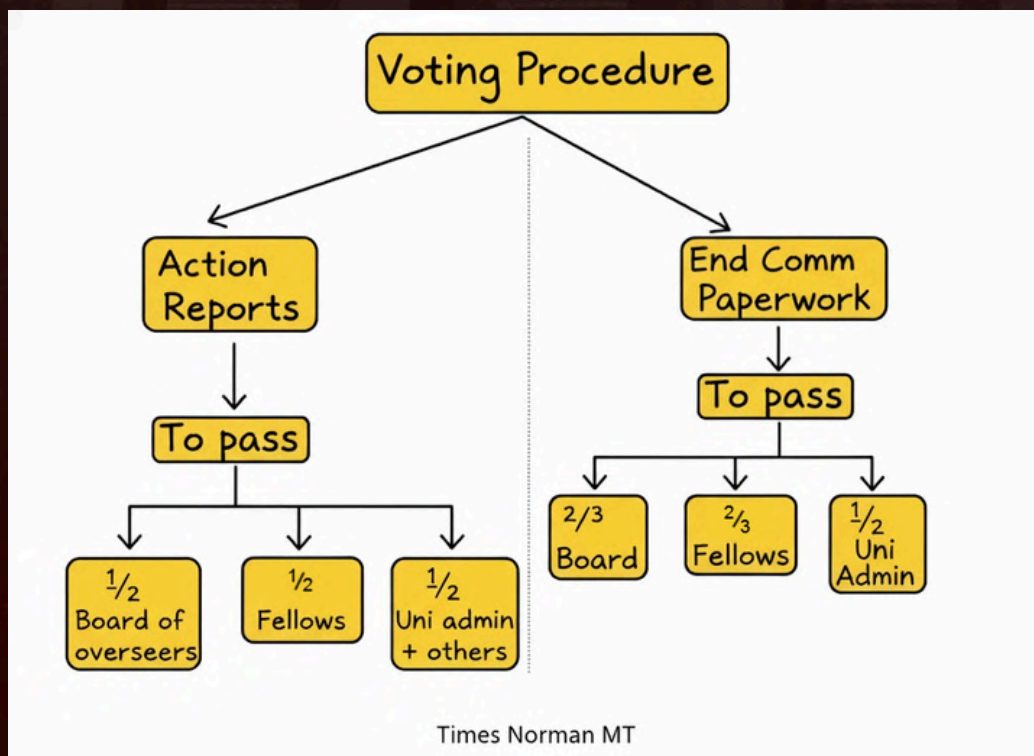 Voting Procedure
Action
Reports
To pass
1/2
Board of
overseers
1/2
Fellows
1/2
Uni admin
+ others
End Comm
Paperwork
To pass
2/3
Board
2/3
Fellows
1/2
Uni
Admin
Times Norman MT